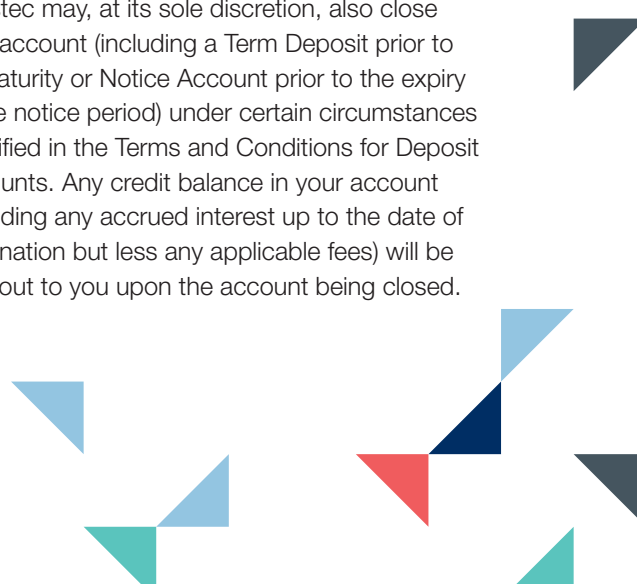 stec may, at its sole discretion, also close
account (including a Term Deposit prior to
aturity or Notice Account prior to the expiry
e notice period) under certain circumstances
ified in the Terms and Conditions for Deposit
unts. Any credit balance in your account
ding any accrued interest up to the date of
nation but less any applicable fees) will be
out to you upon the account being closed.